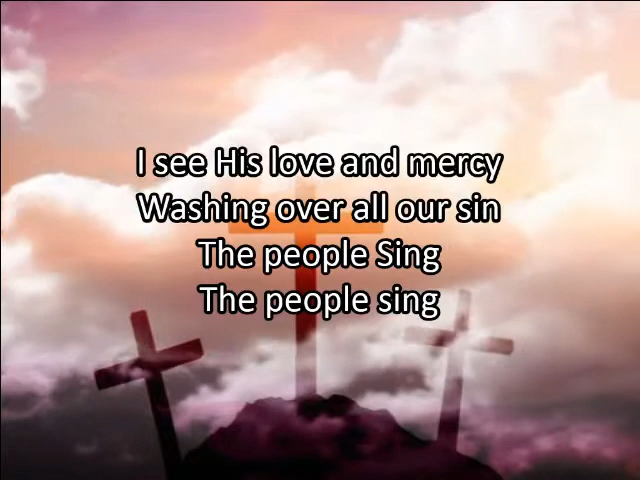 I see His love and mercy
Washing over all our sin
The people Sing
The people sing